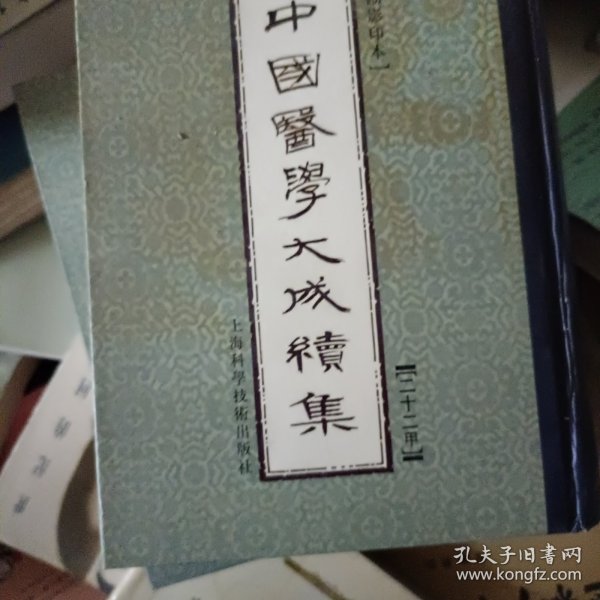 影印本】
中國醫學大成續集
【二十二甲】
上海科學技術出版社
孔夫子旧书网
www.kongfz.com